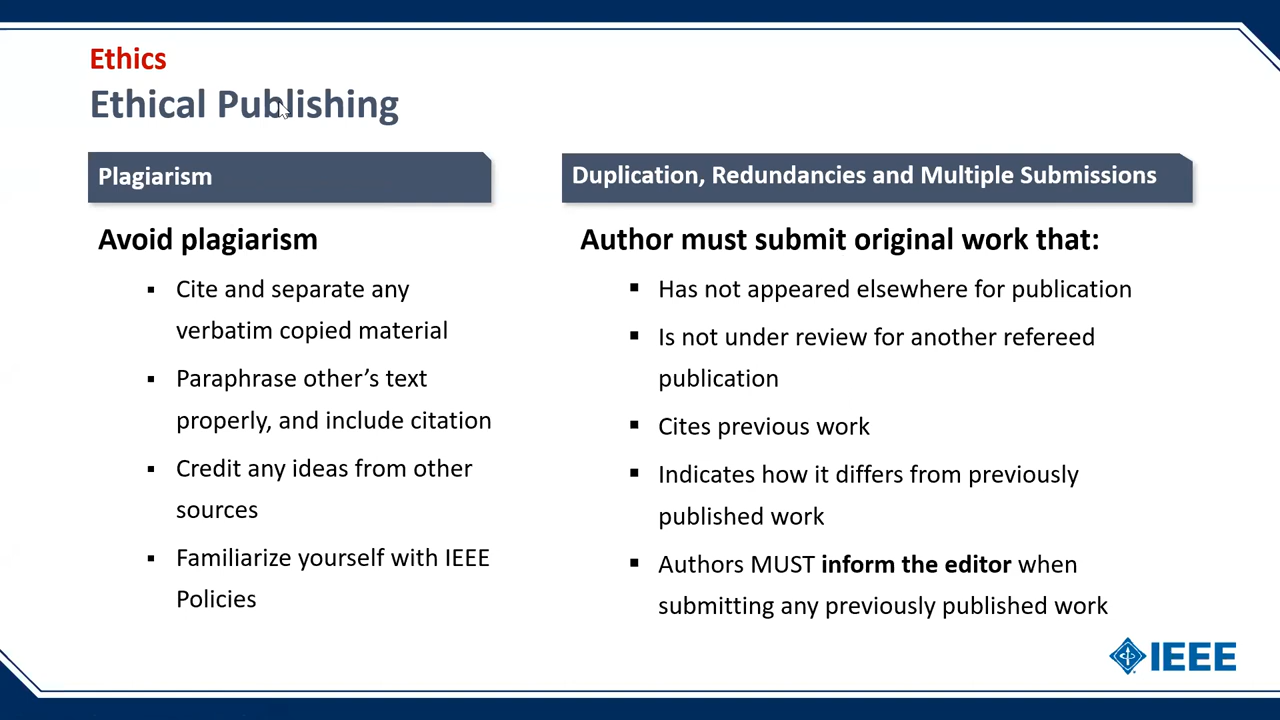 Ethics
Ethical Publishing
Plagiarism
Avoid plagiarism
▪ Cite and separate any
verbatim copied material
▪ Paraphrase other’s text
properly, and include citation
▪ Credit any ideas from other
sources
▪ Familiarize yourself with IEEE
Policies
Duplication, Redundancies and Multiple Submissions
Author must submit original work that:
▪ Has not appeared elsewhere for publication
▪ Is not under review for another refereed
publication
▪ Cites previous work
▪ Indicates how it differs from previously
published work
▪ Authors MUST inform the editor when
submitting any previously published work
IEEE